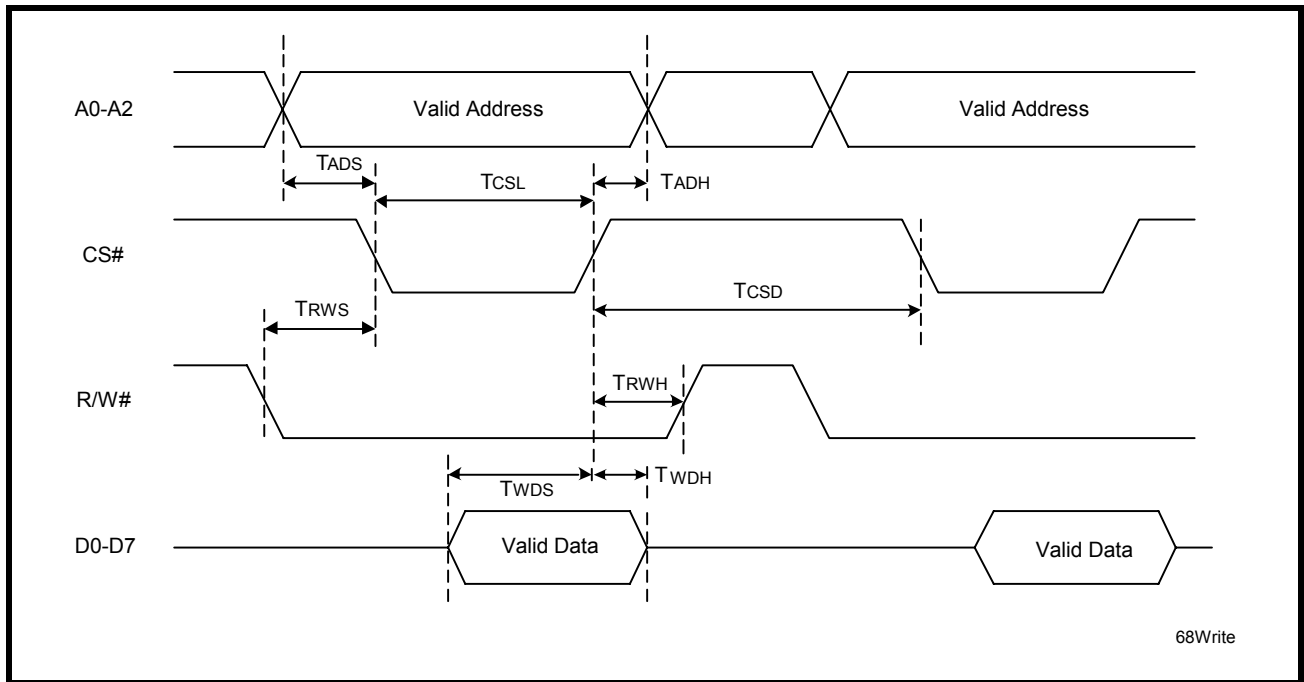 A0-A2
Valid Address
Valid Address
TADS
TCSL
TADH
CS#
TCSD
TRWS
R/W#
TRWH
TWDS
TWDH
D0-D7
Valid Data
Valid Data
68Write